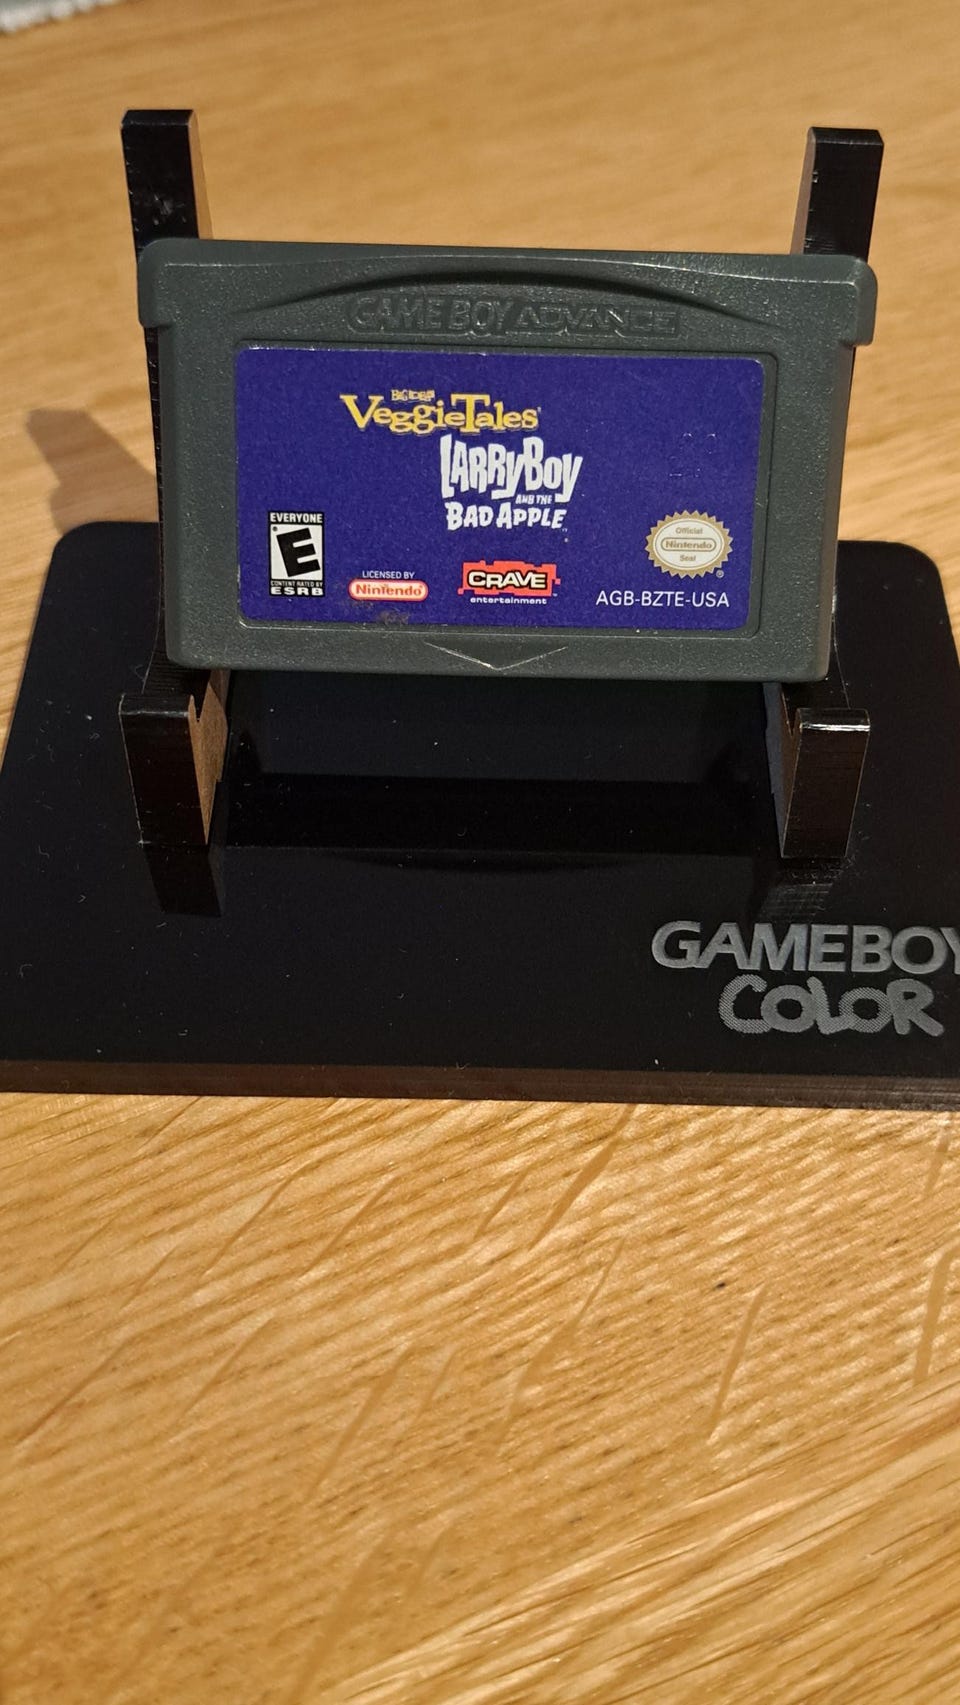 GAME BOY ADVANCE
BIG IDEA'S
VeggieTales
LARRYBOY
AND THE
BAD APPLE
EVERYONE
E
CONTENT RATED BY
ESRB
LICENSED BY
Nintendo
CRAVE
entertainment
Official
Nintendo
Seal
AGB-BZTE-USA
GAMEBOY
COLOR